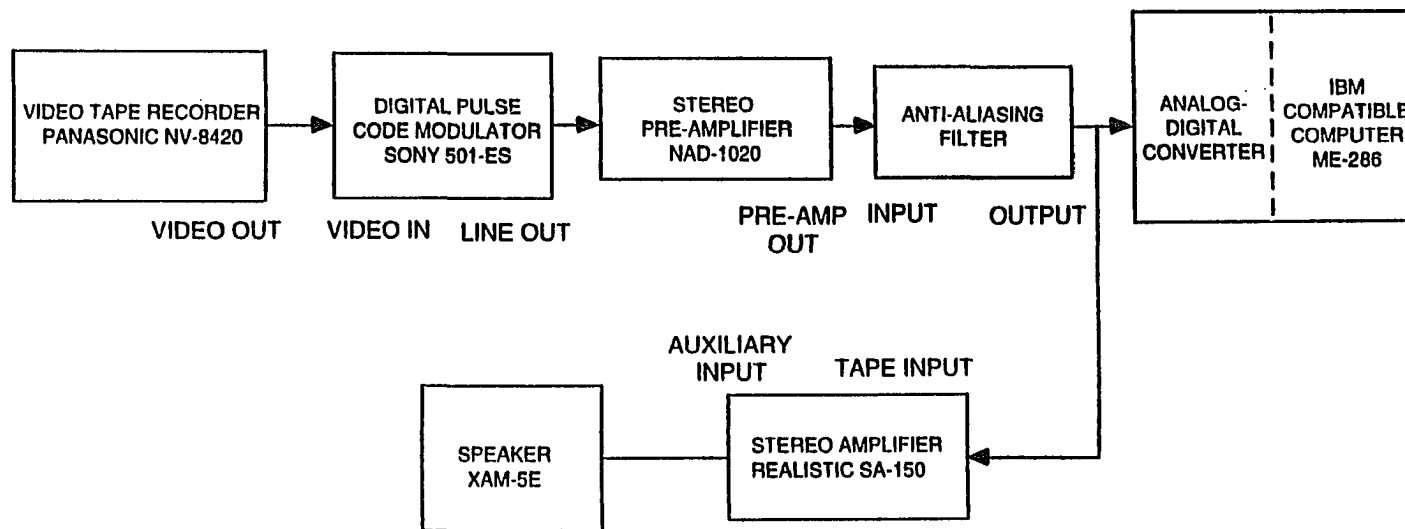 VIDEO TAPE RECORDER
PANASONIC NV-8420
DIGITAL PULSE
CODE MODULATOR
SONY 501-ES
STEREO
PRE-AMPLIFIER
NAD-1020
ANTI-ALIASING
FILTER
ANALOG-
DIGITAL
CONVERTER
IBM
COMPATIBLE
COMPUTER
ME-286
VIDEO OUT
VIDEO IN
LINE OUT
PRE-AMP
OUT
INPUT
OUTPUT
AUXILIARY
INPUT
TAPE INPUT
SPEAKER
XAM-5E
STEREO AMPLIFIER
REALISTIC SA-150